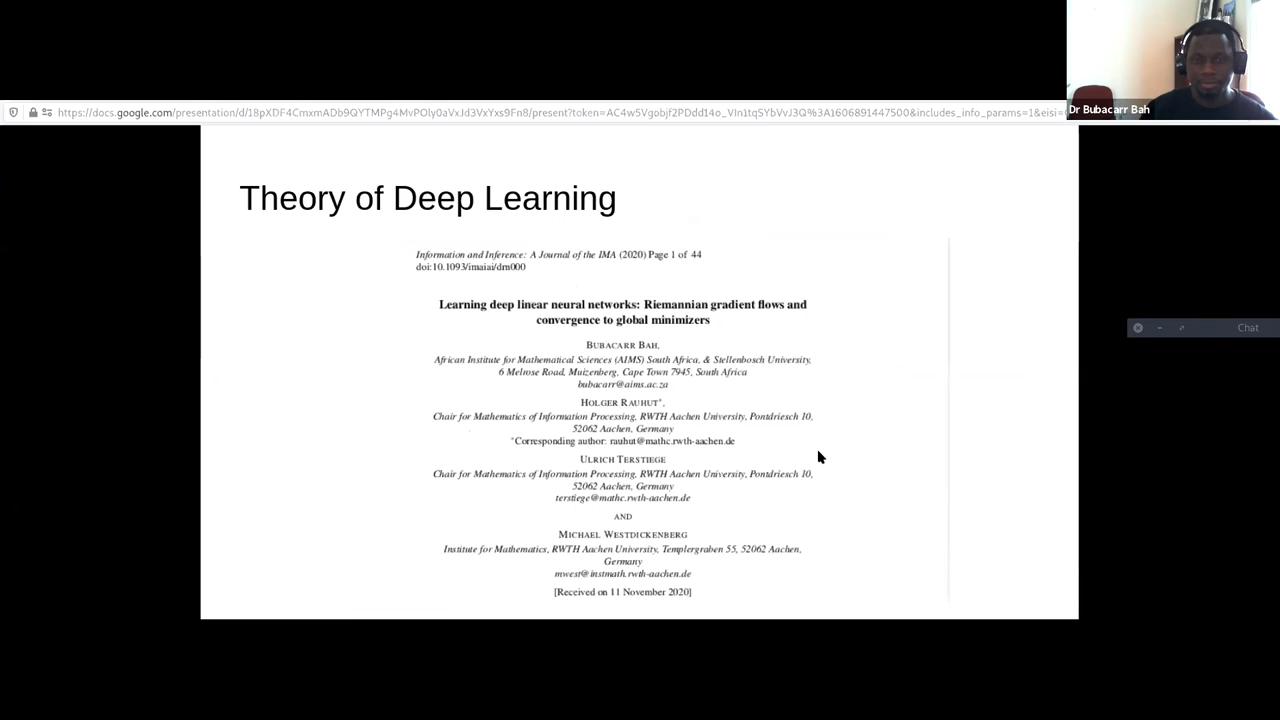 https://docs.google.com/presentation/d/18pXDF4CmxmADb9QYTMPg4MvPOly0aVxJd3VxYxs9Fn8/present?token=AC4w5Vgobjf2PDdd14o_VIn1tqSYbVvJ3Q%3A1606891447500&includes_info_params=1&eisi=
Dr Bubacarr Bah
Theory of Deep Learning
Information and Inference: A Journal of the IMA (2020) Page 1 of 44
doi:10.1093/imaiai/drn000
Learning deep linear neural networks: Riemannian gradient flows and
convergence to global minimizers
BUBACARR BAH,
African Institute for Mathematical Sciences (AIMS) South Africa, & Stellenbosch University,
6 Melrose Road, Muizenberg, Cape Town 7945, South Africa
bubacarr@aims.ac.za
HOLGER RAUHUT*,
Chair for Mathematics of Information Processing, RWTH Aachen University, Pontdriesch 10,
52062 Aachen, Germany
*Corresponding author: rauhut@mathc.rwth-aachen.de
ULRICH TERSTIEGE
Chair for Mathematics of Information Processing, RWTH Aachen University, Pontdriesch 10,
52062 Aachen, Germany
terstiege@mathc.rwth-aachen.de
AND
MICHAEL WESTDICKENBERG
Institute for Mathematics, RWTH Aachen University, Templergraben 55, 52062 Aachen,
Germany
mwest@instmath.rwth-aachen.de
[Received on 11 November 2020]
Chat